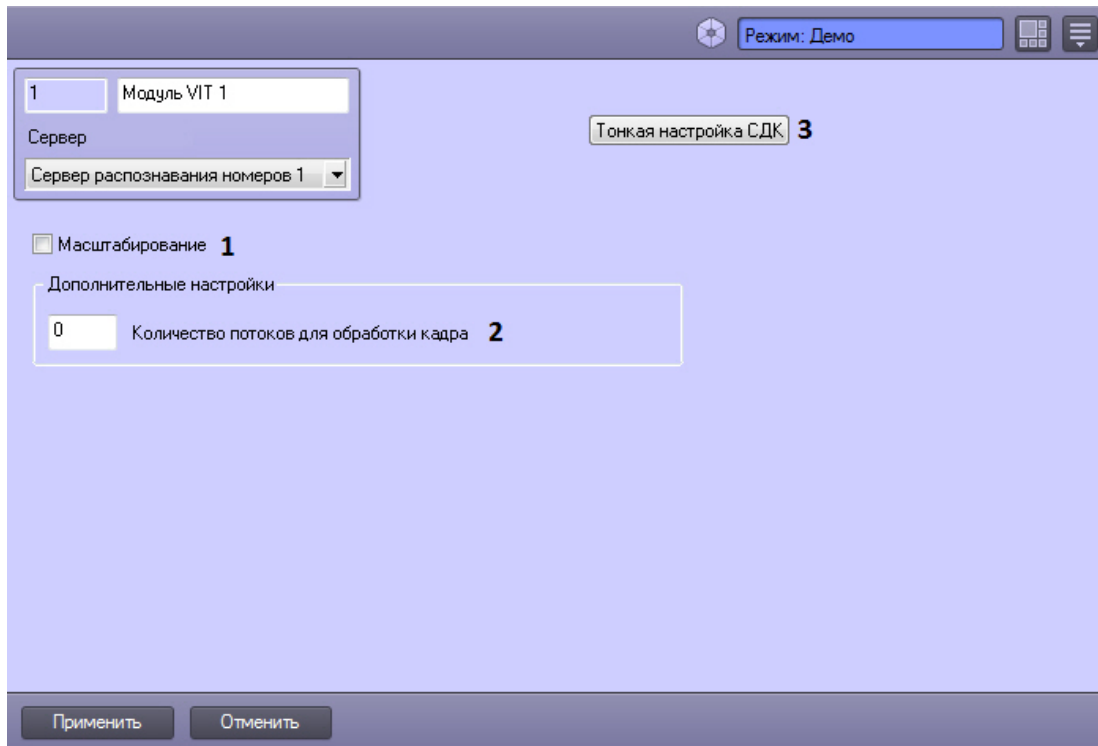 Режим: Демо
1 Модуль VIT 1
Сервер
Сервер распознавания номеров 1
Тонкая настройка СДК 3
Масштабирование 1
Дополнительные настройки
0 Количество потоков для обработки кадра 2
Применить Отменить